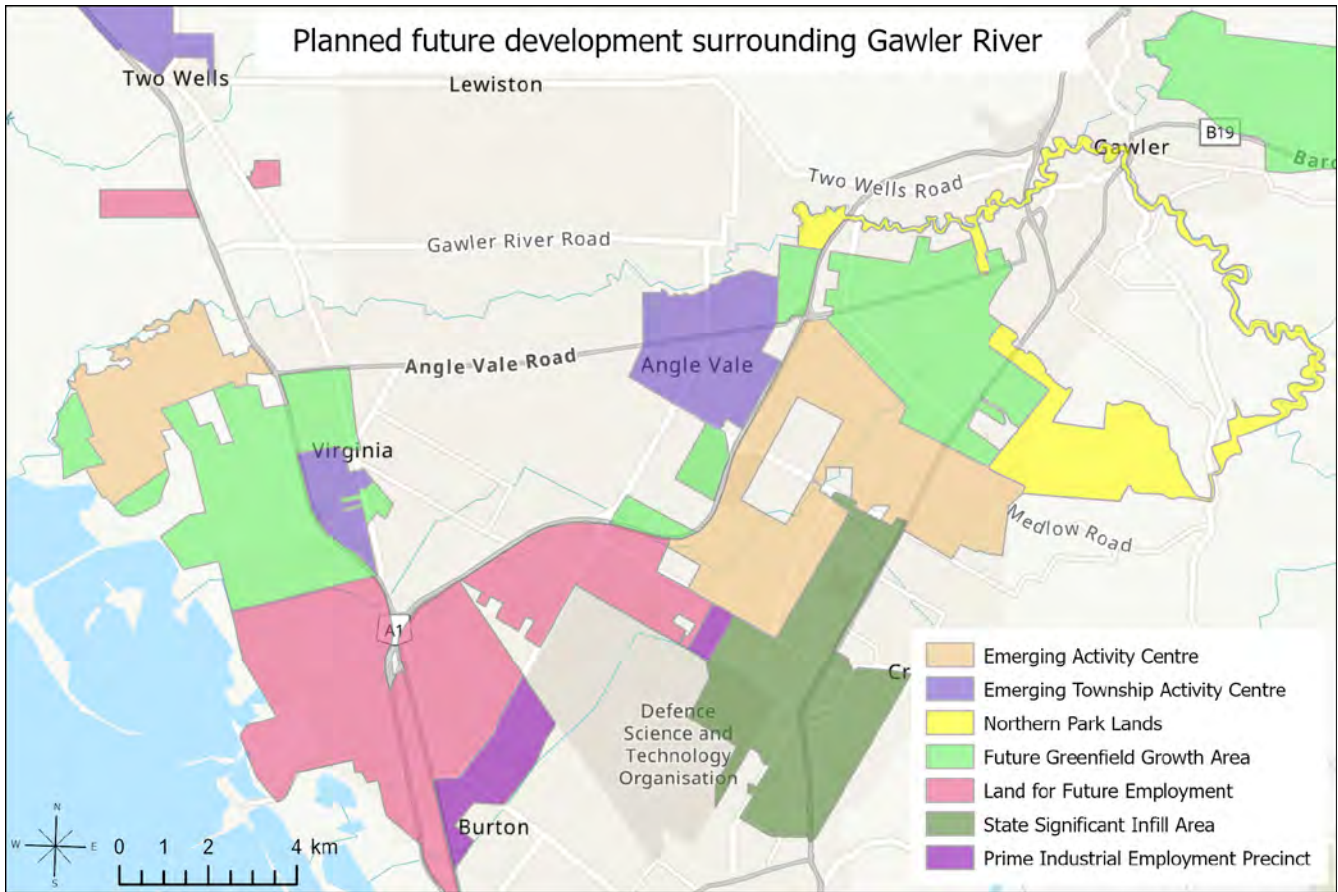 Planned future development surrounding Gawler River
Two Wells
Lewiston
Gawler
B19
Baro
Two Wells Road
Gawler River Road
Angle Vale Road
Angle Vale
Virginia
Medlow Road
A1
Cr
Defence
Science and
Technology
Organisation
Burton
N
W
E
S
0 1 2 4 km
Emerging Activity Centre
Emerging Township Activity Centre
Northern Park Lands
Future Greenfield Growth Area
Land for Future Employment
State Significant Infill Area
Prime Industrial Employment Precinct